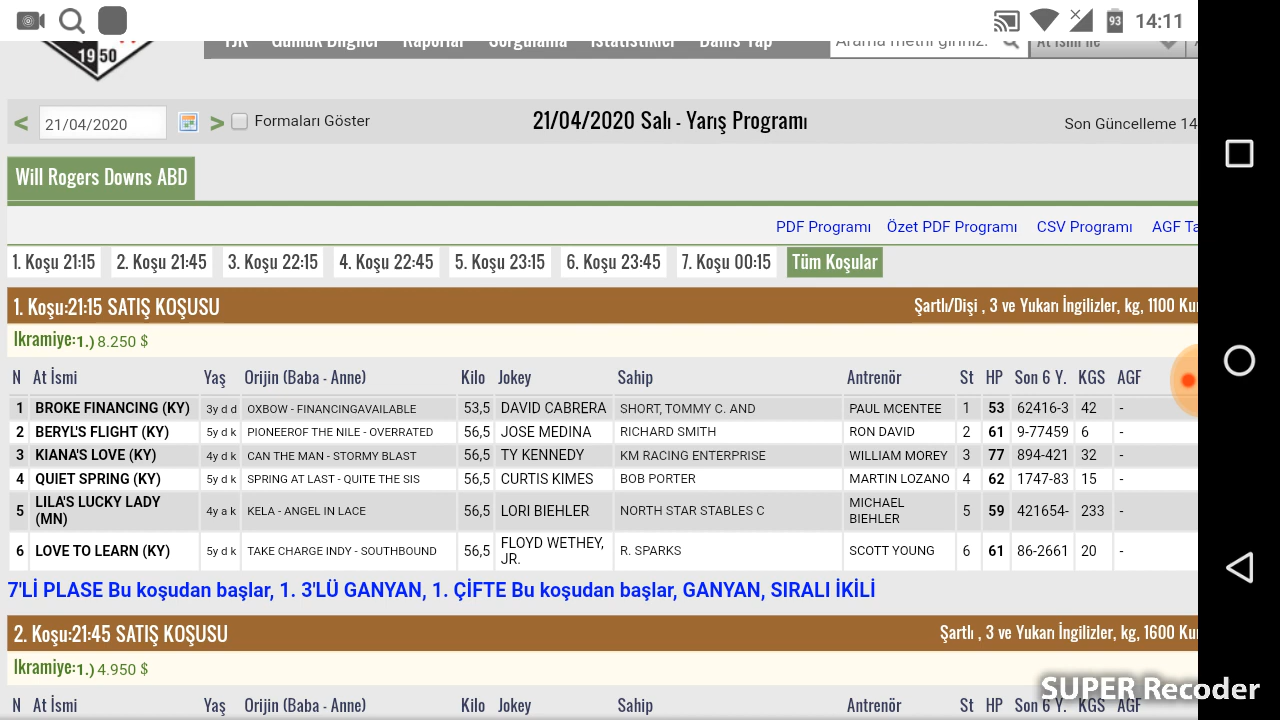 93 14:11
1950
TJK Günlük Bilgiler Raporlar Sorgulama İstatistikler Bahis Yap Arama metni giriniz. At İsmi ile
< 21/04/2020 > Formaları Göster 21/04/2020 Salı - Yarış Programı Son Güncelleme 14
Will Rogers Downs ABD
PDF Programı Özet PDF Programı CSV Programı AGF Ta
1. Koşu 21:15 2. Koşu 21:45 3. Koşu 22:15 4. Koşu 22:45 5. Koşu 23:15 6. Koşu 23:45 7. Koşu 00:15 Tüm Koşular
1. Koşu:21:15 SATIŞ KOŞUSU Şartlı/Dişi , 3 ve Yukarı İngilizler, kg, 1100 Kur
Ikramiye:1.) 8.250 $
N At İsmi Yaş Orijin (Baba - Anne) Kilo Jokey Sahip Antrenör St HP Son 6 Y. KGS AGF
1 BROKE FINANCING (KY) 3y d d OXBOW - FINANCINGAVAILABLE 53,5 DAVID CABRERA SHORT, TOMMY C. AND PAUL MCENTEE 1 53 62416-3 42 -
2 BERYL'S FLIGHT (KY) 5y d k PIONEEROF THE NILE - OVERRATED 56,5 JOSE MEDINA RICHARD SMITH RON DAVID 2 61 9-77459 6 -
3 KIANA'S LOVE (KY) 4y d k CAN THE MAN - STORMY BLAST 56,5 TY KENNEDY KM RACING ENTERPRISE WILLIAM MOREY 3 77 894-421 32 -
4 QUIET SPRING (KY) 5y d k SPRING AT LAST - QUITE THE SIS 56,5 CURTIS KIMES BOB PORTER MARTIN LOZANO 4 62 1747-83 15 -
5 LILA'S LUCKY LADY (MN) 4y a k KELA - ANGEL IN LACE 56,5 LORI BIEHLER NORTH STAR STABLES C MICHAEL BIEHLER 5 59 421654- 233 -
6 LOVE TO LEARN (KY) 5y d k TAKE CHARGE INDY - SOUTHBOUND 56,5 FLOYD WETHEY, JR. R. SPARKS SCOTT YOUNG 6 61 86-2661 20 -
7'Lİ PLASE Bu koşudan başlar, 1. 3'LÜ GANYAN, 1. ÇİFTE Bu koşudan başlar, GANYAN, SIRALI İKİLİ
2. Koşu:21:45 SATIŞ KOŞUSU Şartlı , 3 ve Yukarı İngilizler, kg, 1600 Kur
Ikramiye:1.) 4.950 $
N At İsmi Yaş Orijin (Baba - Anne) Kilo Jokey Sahip Antrenör St HP Son 6 Y. KGS AGF
SUPER Recoder